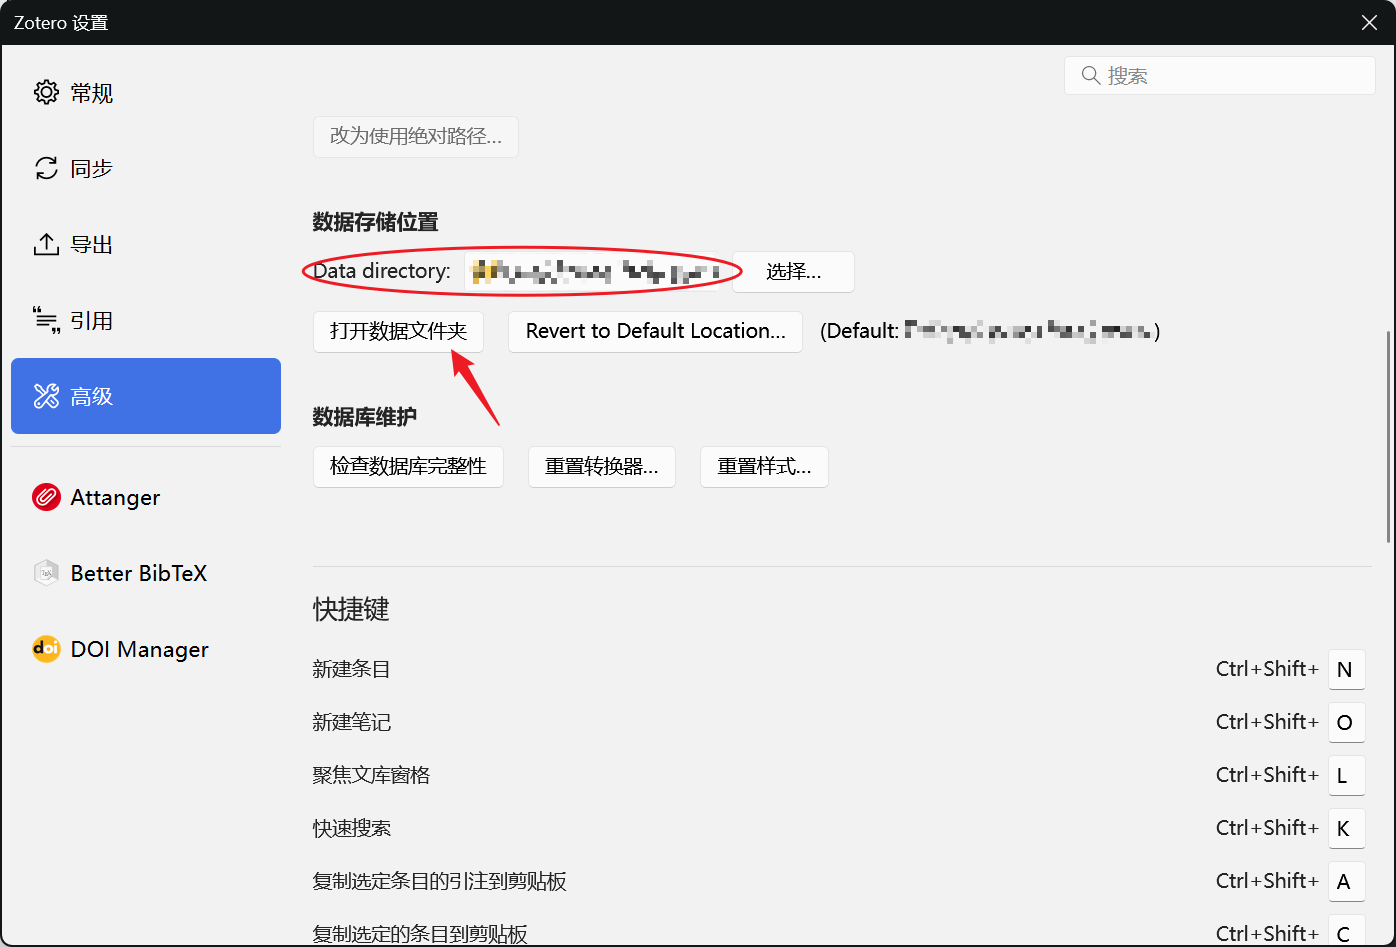 Zotero 设置
搜索
常规
同步
导出
引用
高级
Attanger
Better BibTeX
DOI Manager
改为使用绝对路径...
数据存储位置
Data directory:
选择...
打开数据文件夹
Revert to Default Location...
(Default: )
数据库维护
检查数据库完整性
重置转换器...
重置样式...
快捷键
新建条目 Ctrl+Shift+ N
新建笔记 Ctrl+Shift+ O
聚焦文库窗格 Ctrl+Shift+ L
快速搜索 Ctrl+Shift+ K
复制选定条目的引注到剪贴板 Ctrl+Shift+ A
复制选定的条目到剪贴板 Ctrl+Shift+ C